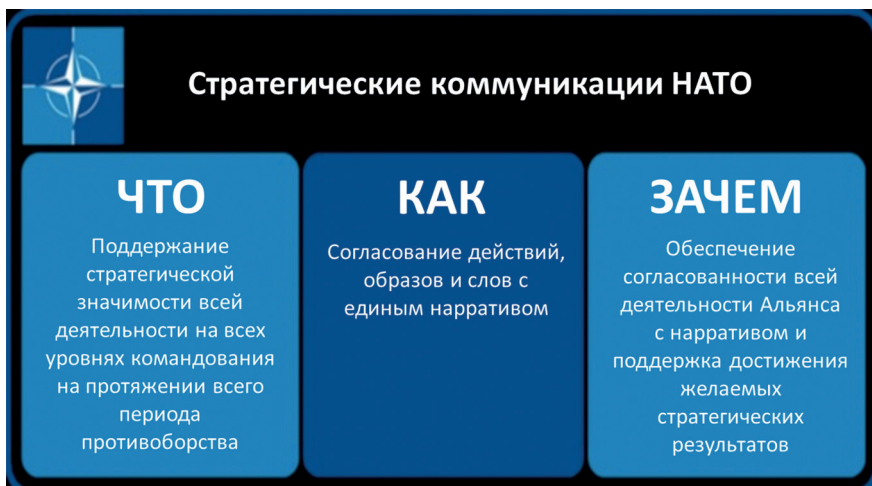 Стратегические коммуникации НАТО
ЧТО
Поддержание
стратегической
значимости всей
деятельности на всех
уровнях командования
на протяжении всего
периода
противоборства
КАК
Согласование действий,
образов и слов с
единым нарративом
ЗАЧЕМ
Обеспечение
согласованности всей
деятельности Альянса
с нарративом и
поддержка достижения
желаемых
стратегических
результатов